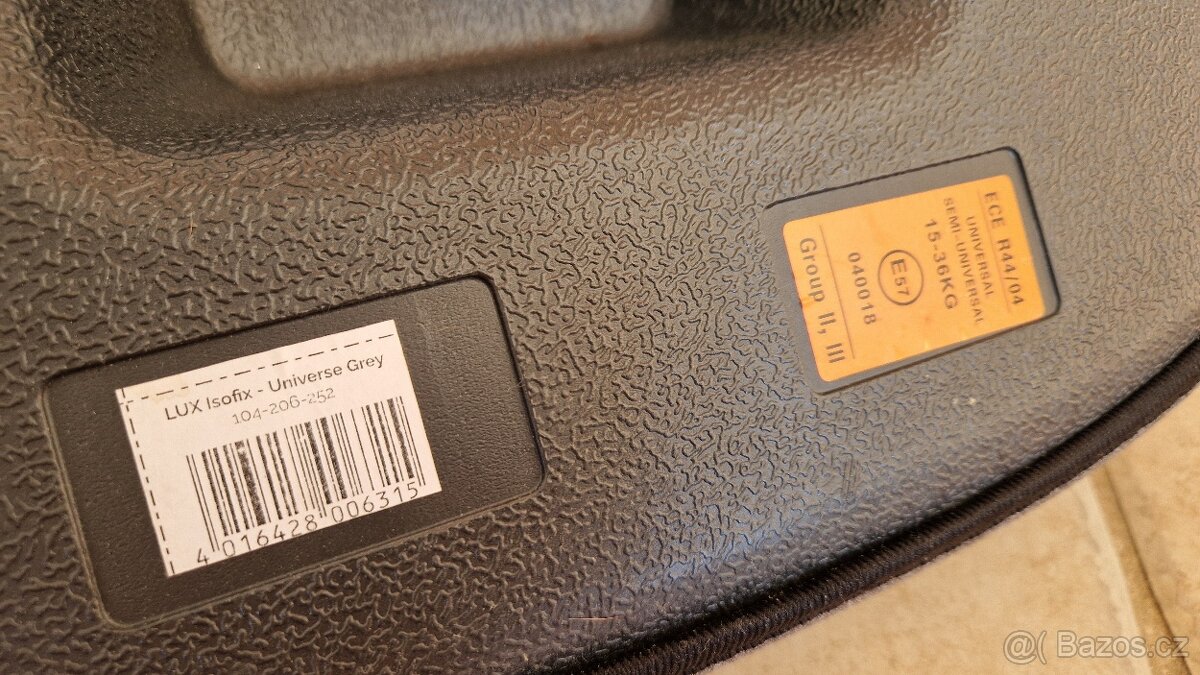 LUX Isofix - Universe Grey
104-206-252
4 016428 006315
ECE R44/04
UNIVERSAL
SEMI-UNIVERSAL
15-36KG
E57
040018
Group II, III
@( Bazos.cz